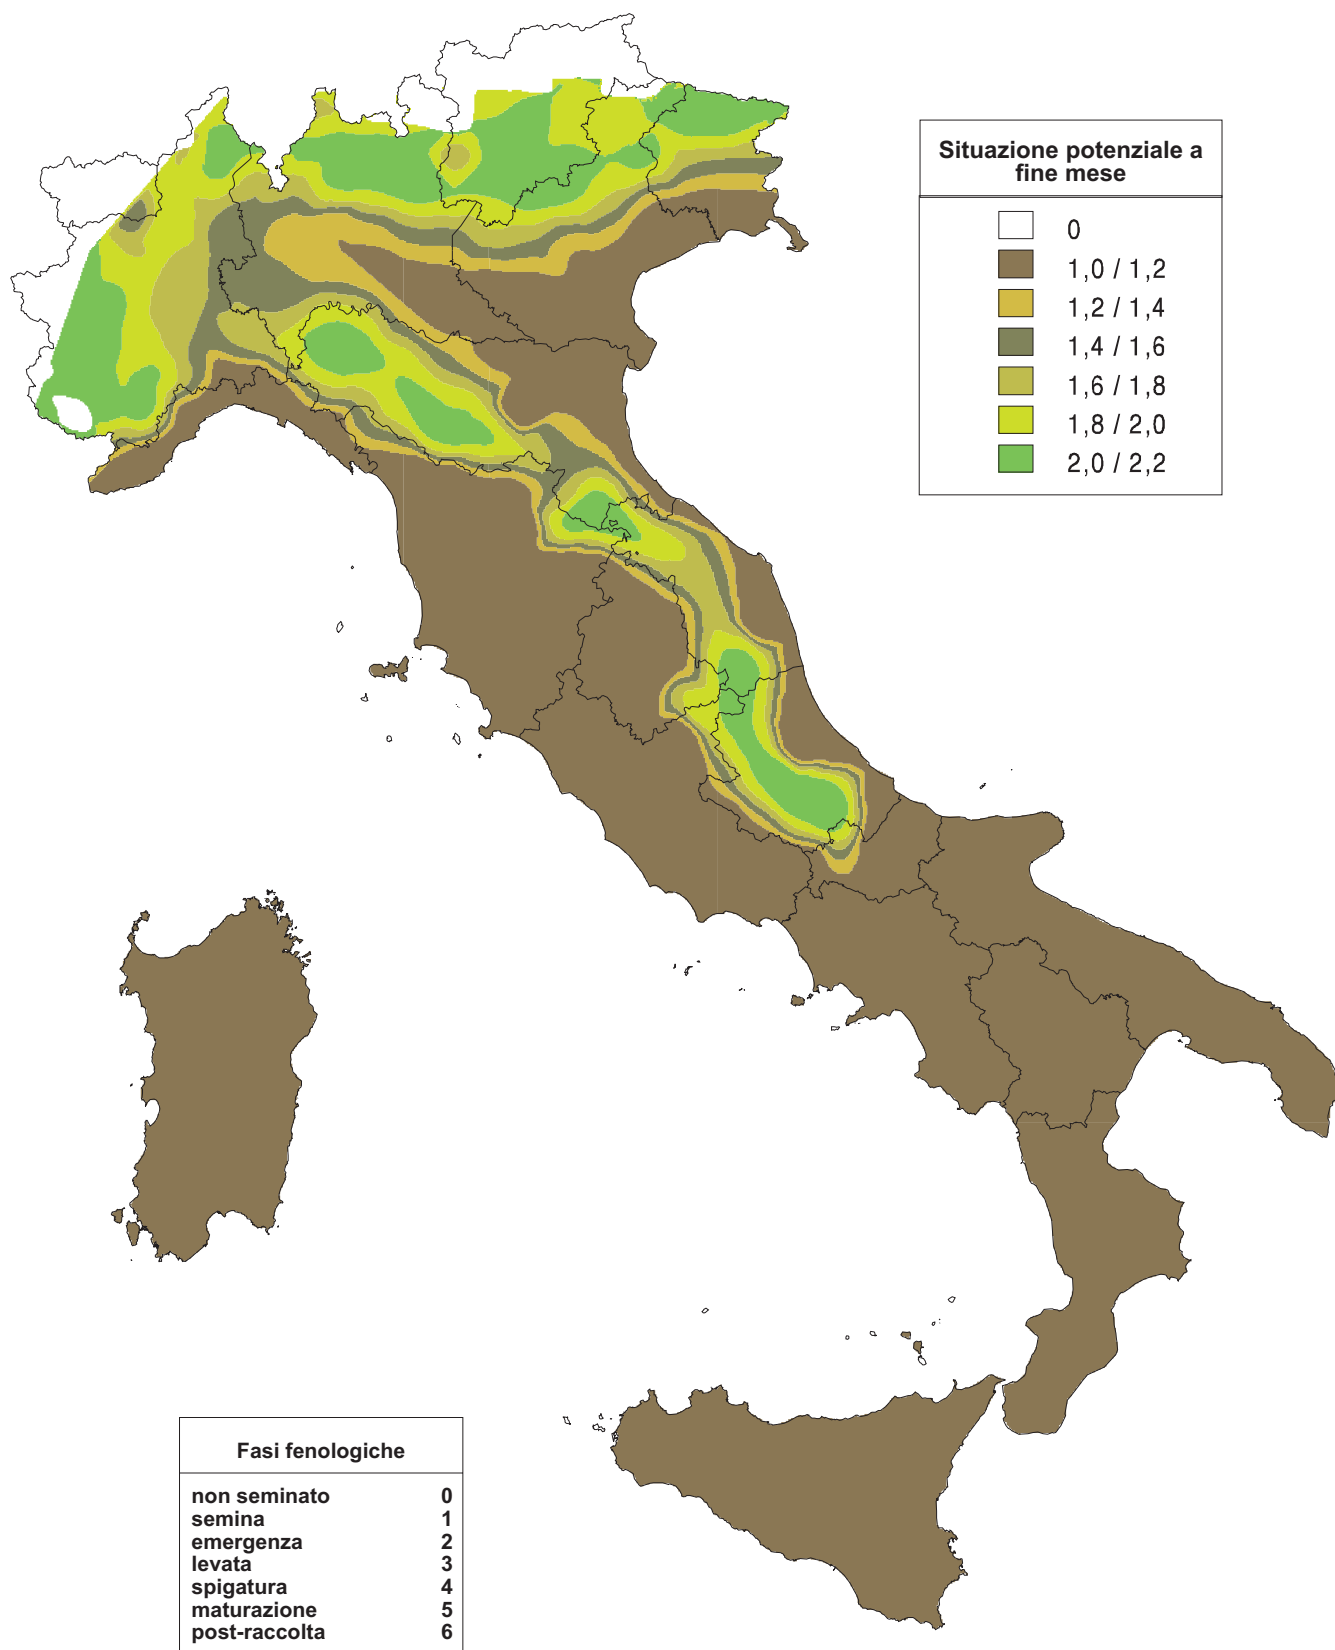 Situazione potenziale a
fine mese
0
1,0 / 1,2
1,2 / 1,4
1,4 / 1,6
1,6 / 1,8
1,8 / 2,0
2,0 / 2,2
Fasi fenologiche
non seminato 0
semina 1
emergenza 2
levata 3
spigatura 4
maturazione 5
post-raccolta 6